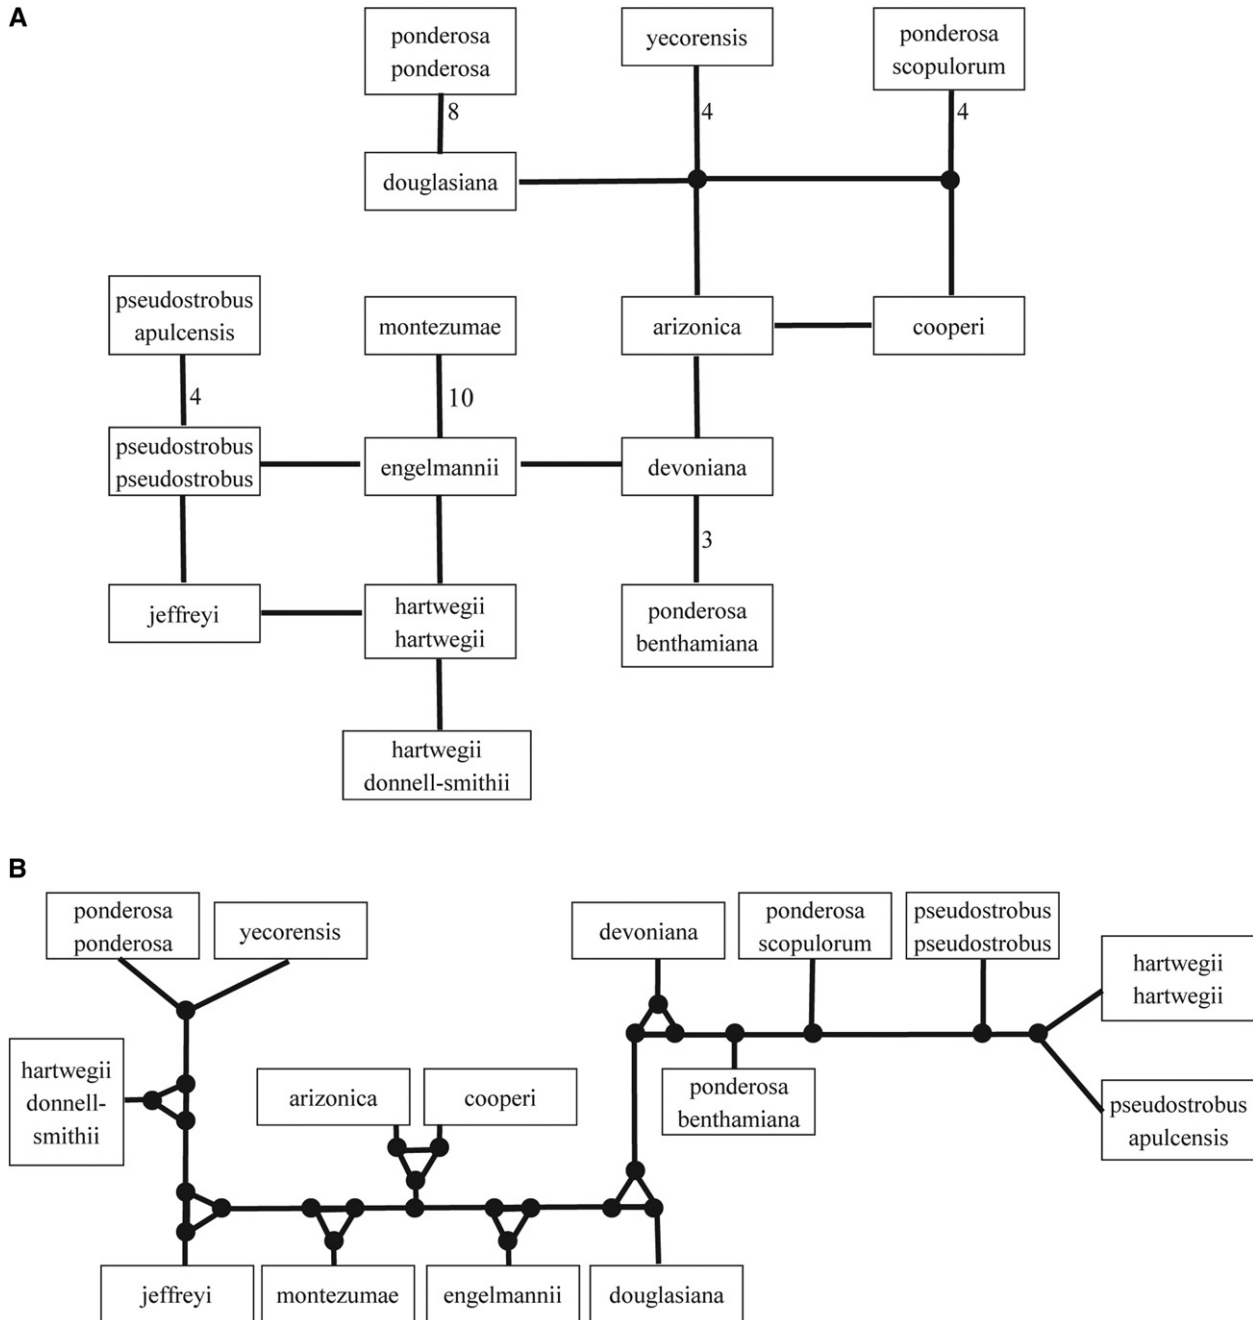 A
ponderosa
ponderosa
yecorensis
ponderosa
scopulorum
8
4
4
douglasiana
pseudostrobus
apulcensis
montezumae
arizonica
cooperi
4
10
pseudostrobus
pseudostrobus
engelmannii
devoniana
3
jeffreyi
hartwegii
hartwegii
ponderosa
benthamiana
hartwegii
donnell-smithii
B
ponderosa
ponderosa
yecorensis
devoniana
ponderosa
scopulorum
pseudostrobus
pseudostrobus
hartwegii
hartwegii
hartwegii
donnell-
smithii
arizonica
cooperi
ponderosa
benthamiana
pseudostrobus
apulcensis
jeffreyi
montezumae
engelmannii
douglasiana